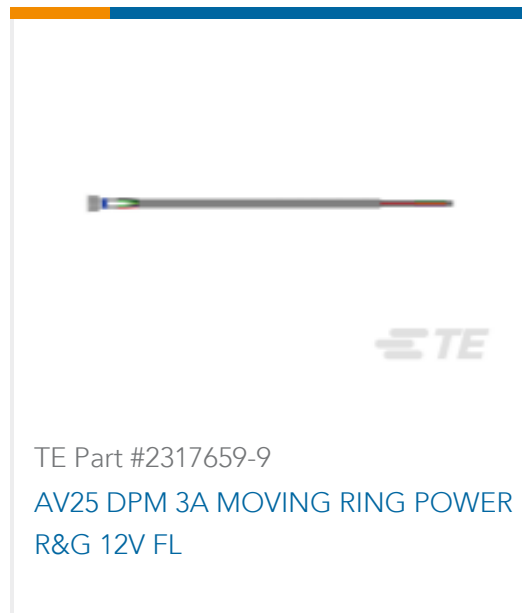 TE
TE Part #2317659-9
AV25 DPM 3A MOVING RING POWER
R&G 12V FL